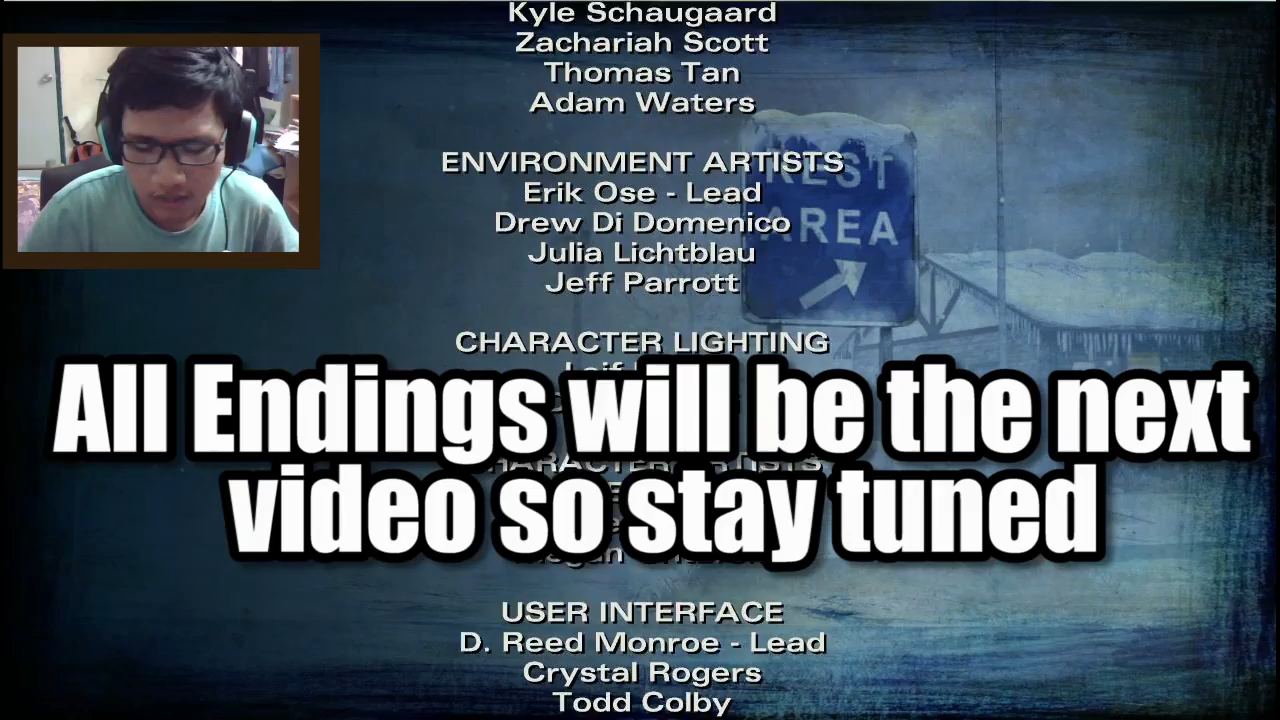 Kyle Schaugaard
Zachariah Scott
Thomas Tan
Adam Waters
ENVIRONMENT ARTISTS
Erik Ose - Lead
Drew Di Domenico
Julia Lichtblau
Jeff Parrott
REST
AREA
CHARACTER LIGHTING
All Endings will be the next
video so stay tuned
USER INTERFACE
D. Reed Monroe - Lead
Crystal Rogers
Todd Colby